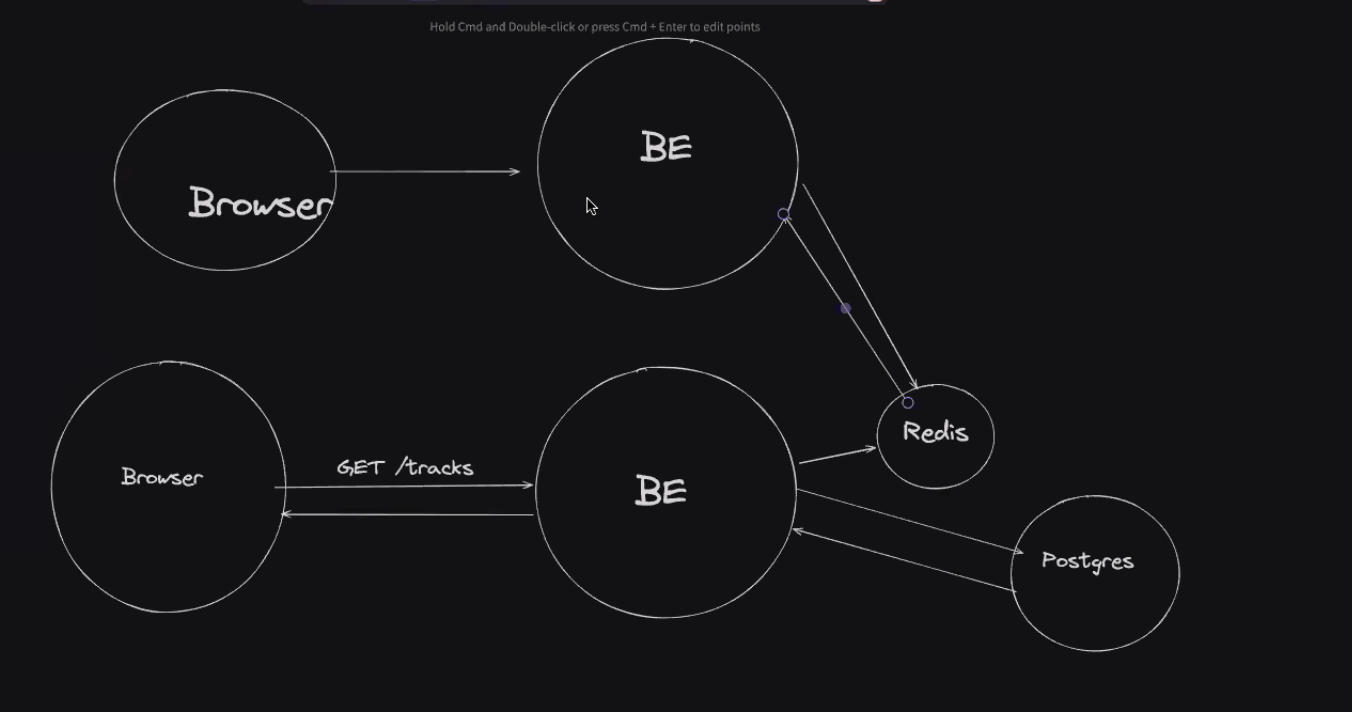 Hold Cmd and Double-click or press Cmd + Enter to edit points
BE
Browser
Redis
GET /tracks
Browser
BE
Postgres